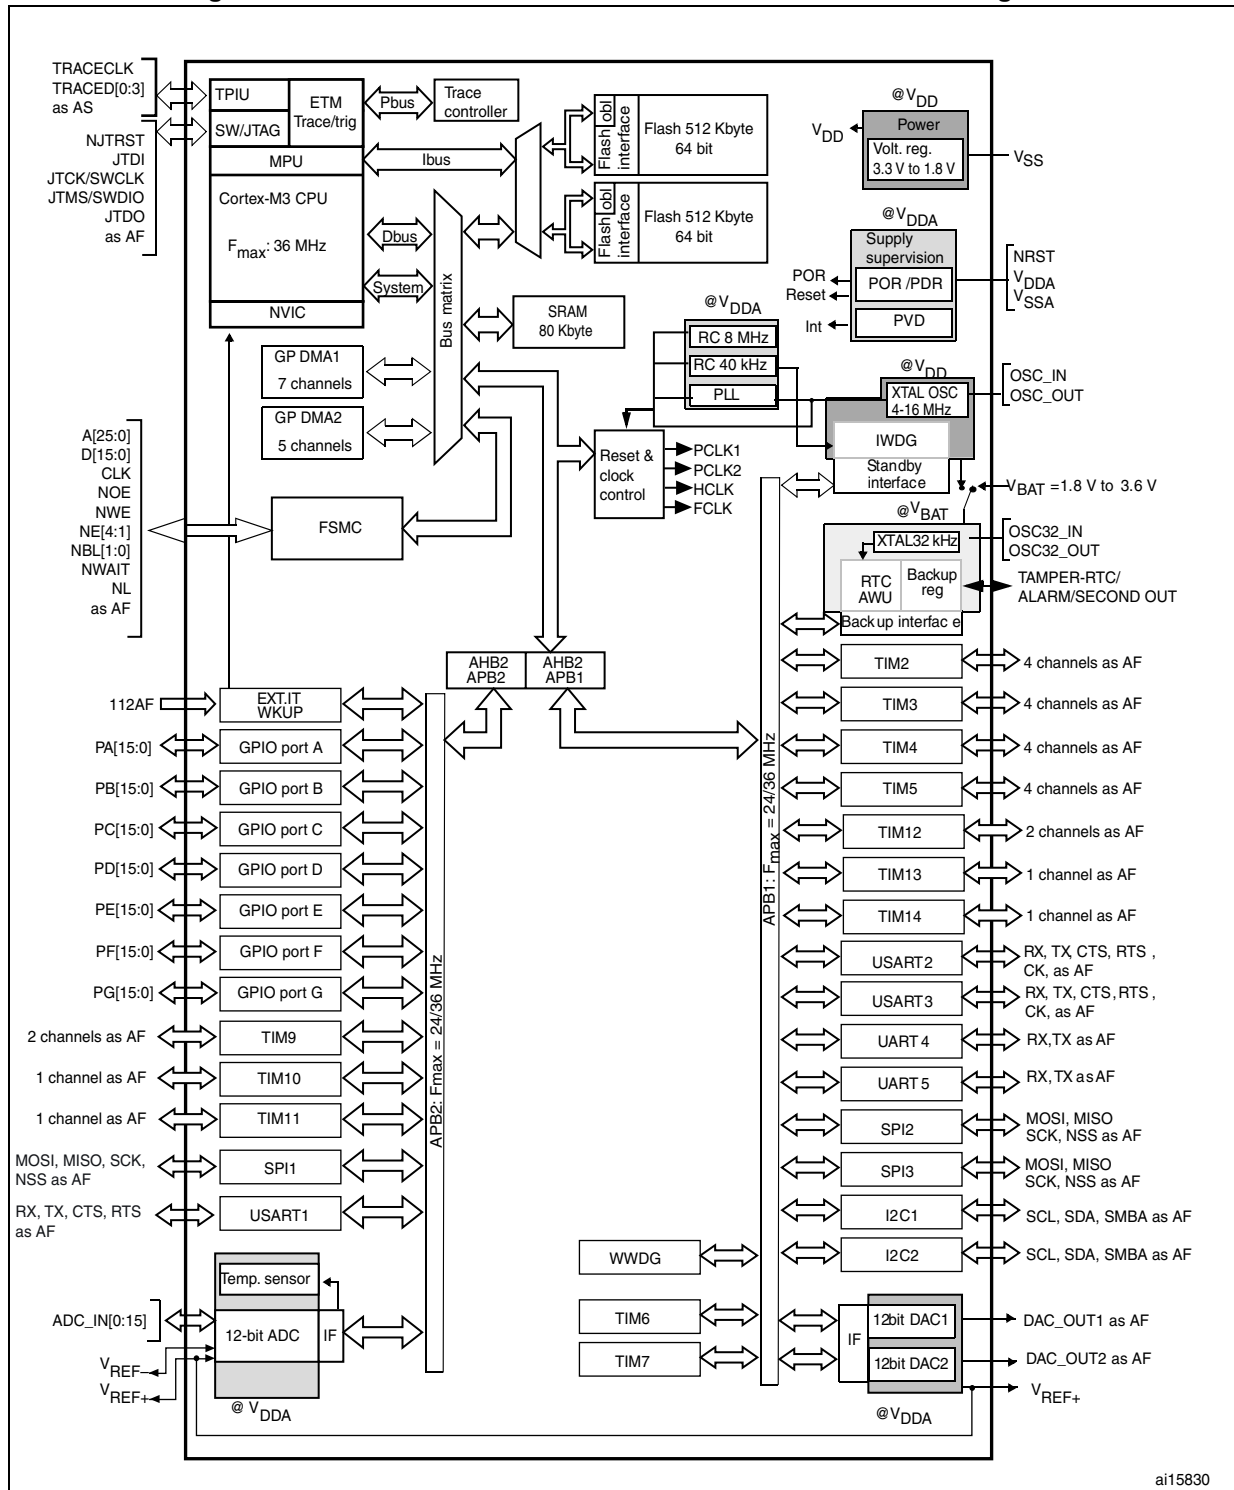 TRACECLK
TRACED[0:3]
as AS
NJTRST
JTDI
JTCK/SWCLK
JTMS/SWDIO
JTDO
as AF
TPIU
SW/JTAG
ETM
Trace/trig
Pbus
Trace
controller
MPU
Ibus
Cortex-M3 CPU
Fmax: 36 MHz
Dbus
System
NVIC
Flash obl
interface
Flash 512 Kbyte
64 bit
Flash obl
interface
Flash 512 Kbyte
64 bit
Bus matrix
SRAM
80 Kbyte
GP DMA1
7 channels
GP DMA2
5 channels
@VDD
VDD
Power
Volt. reg.
3.3 V to 1.8 V
VSS
@VDDA
Supply
supervision
POR /PDR
PVD
POR
Reset
Int
NRST
VDDA
VSSA
@VDDA
RC 8 MHz
RC 40 kHz
PLL
@VDD
XTAL OSC
4-16 MHz
OSC_IN
OSC_OUT
IWDG
Standby
interface
Reset &
clock
control
PCLK1
PCLK2
HCLK
FCLK
VBAT =1.8 V to 3.6 V
@VBAT
XTAL32 kHz
OSC32_IN
OSC32_OUT
RTC
AWU
Backup
reg
TAMPER-RTC/
ALARM/SECOND OUT
Backup interfac e
A[25:0]
D[15:0]
CLK
NOE
NWE
NE[4:1]
NBL[1:0]
NWAIT
NL
as AF
FSMC
AHB2
APB2
AHB2
APB1
112AF
EXT.IT
WKUP
PA[15:0]
GPIO port A
PB[15:0]
GPIO port B
PC[15:0]
GPIO port C
PD[15:0]
GPIO port D
PE[15:0]
GPIO port E
PF[15:0]
GPIO port F
PG[15:0]
GPIO port G
2 channels as AF
TIM9
1 channel as AF
TIM10
1 channel as AF
TIM11
MOSI, MISO, SCK,
NSS as AF
SPI1
RX, TX, CTS, RTS
as AF
USART1
APB2: Fmax = 24/36 MHz
Temp. sensor
ADC_IN[0:15]
12-bit ADC
IF
VREF–
VREF+
@ VDDA
APB1: Fmax = 24/36 MHz
TIM2
4 channels as AF
TIM3
4 channels as AF
TIM4
4 channels as AF
TIM5
4 channels as AF
TIM12
2 channels as AF
TIM13
1 channel as AF
TIM14
1 channel as AF
USART2
RX, TX, CTS, RTS ,
CK, as AF
USART3
RX, TX, CTS, RTS ,
CK, as AF
UART 4
RX,TX as AF
UART 5
RX, TX as AF
SPI2
MOSI, MISO
SCK, NSS as AF
SPI3
MOSI, MISO
SCK, NSS as AF
I2C1
SCL, SDA, SMBA as AF
I2C2
SCL, SDA, SMBA as AF
WWDG
TIM6
TIM7
IF
12bit DAC1
DAC_OUT1 as AF
12bit DAC2
DAC_OUT2 as AF
VREF+
@VDDA
ai15830